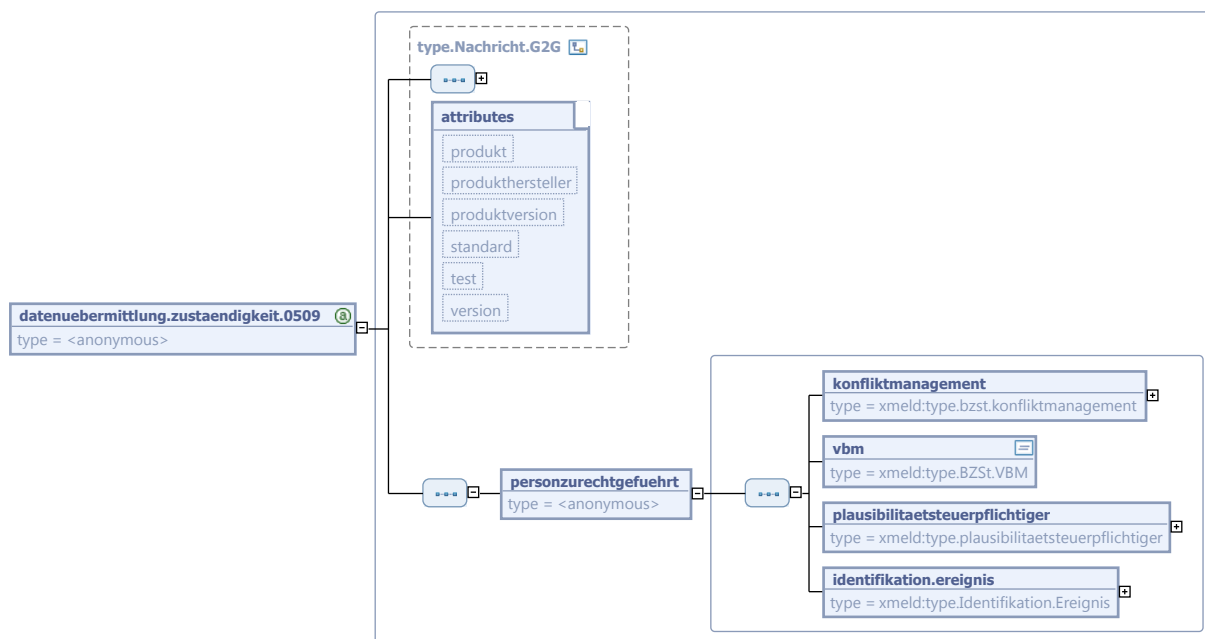 type.Nachricht.G2G
attributes
produkt
produkthersteller
produktversion
standard
test
version
datenuebermittlung.zustaendigkeit.0509 a
type = <anonymous>
personzurechtgefuehrt
type = <anonymous>
konfliktmanagement
type = xmeld:type.bzst.konfliktmanagement
vbm
type = xmeld:type.BZSt.VBM
plausibilitaetsteuerpflichtiger
type = xmeld:type.plausibilitaetsteuerpflichtiger
identifikation.ereignis
type = xmeld:type.Identifikation.Ereignis